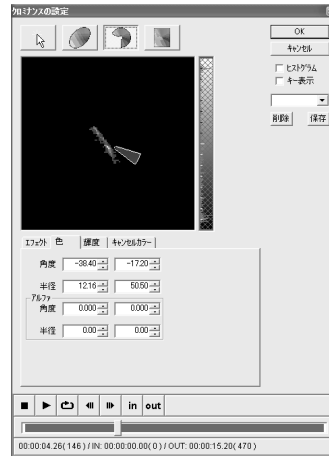 クロミナンスの設定
OK
キャンセル
ヒストグラム
キー表示
削除 保存
エフェクト 色 輝度 キャンセルカラー
角度 -38.40 -17.20
半径 12.16 50.50
アルファ
角度 0.000 0.000
半径 0.00 0.00
in out
00:00:04.26( 146 ) / IN: 00:00:00.00( 0 ) / OUT: 00:00:15.20( 470 )